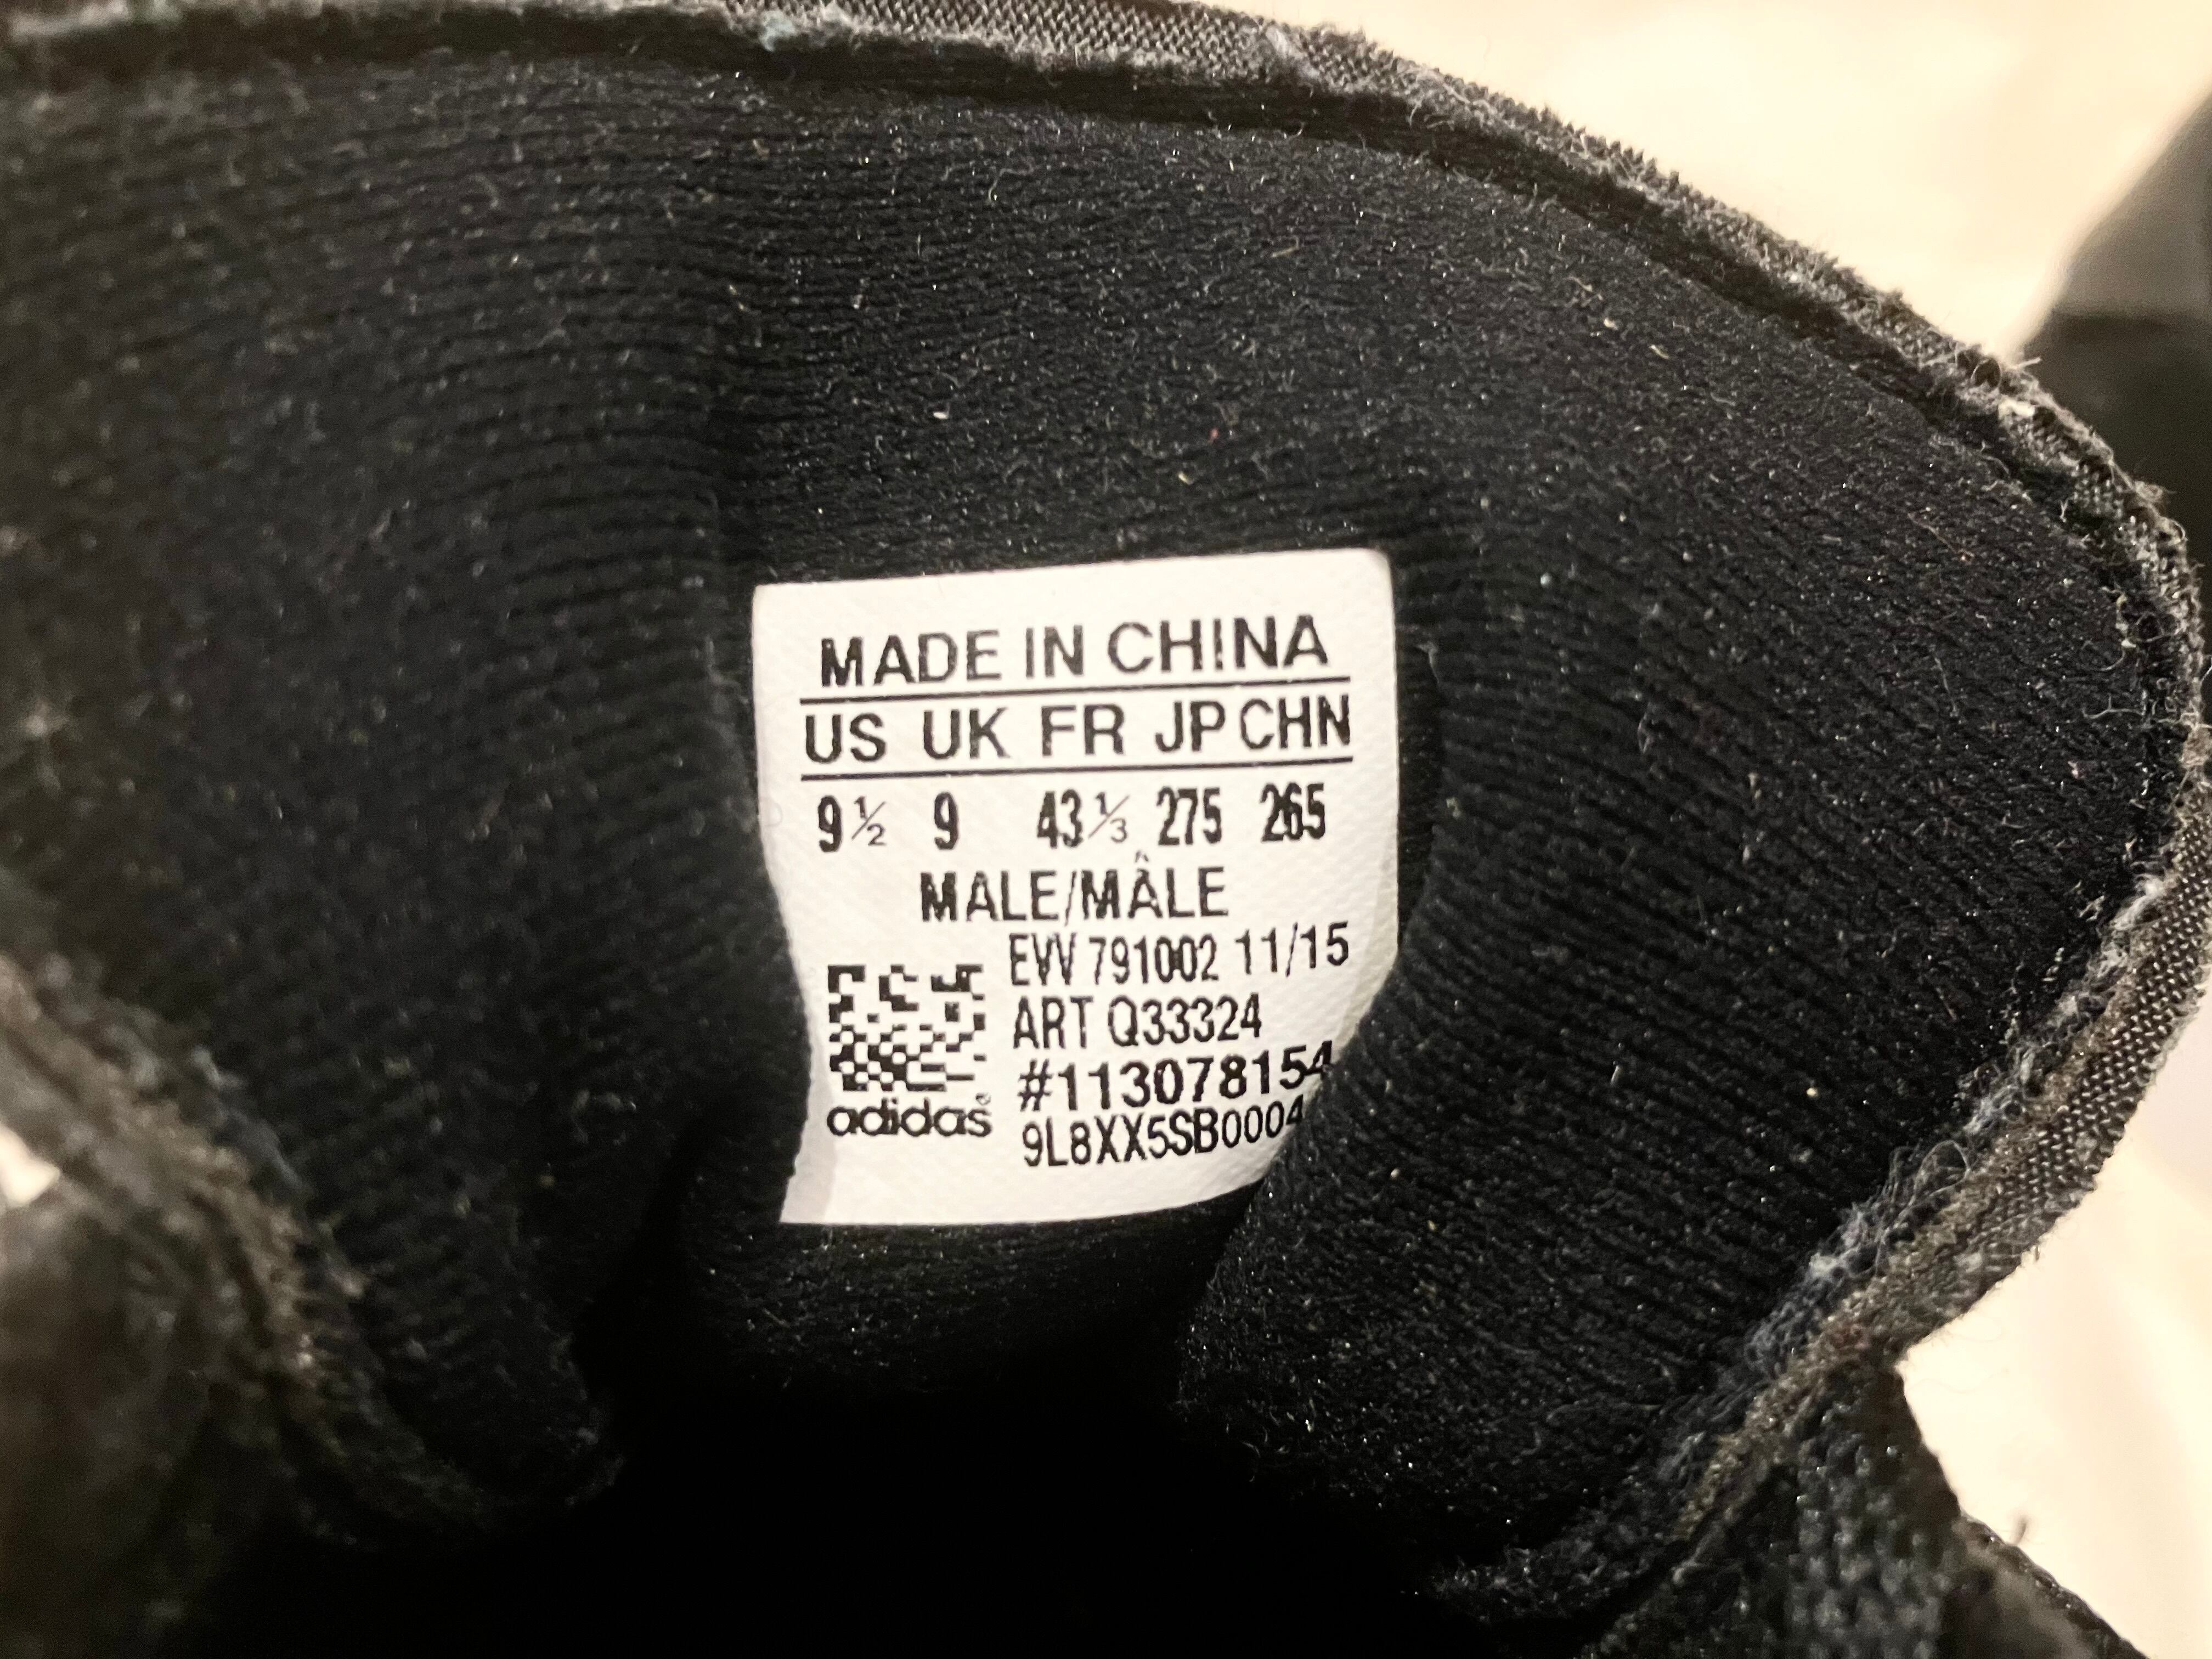 MADE IN CHINA
US UK FR JP CHN
9½ 9 43⅓ 275 265
MALE/MÂLE
EVV 791002 11/15
ART Q33324
#113078154
9L8XX5SB0004
adidas